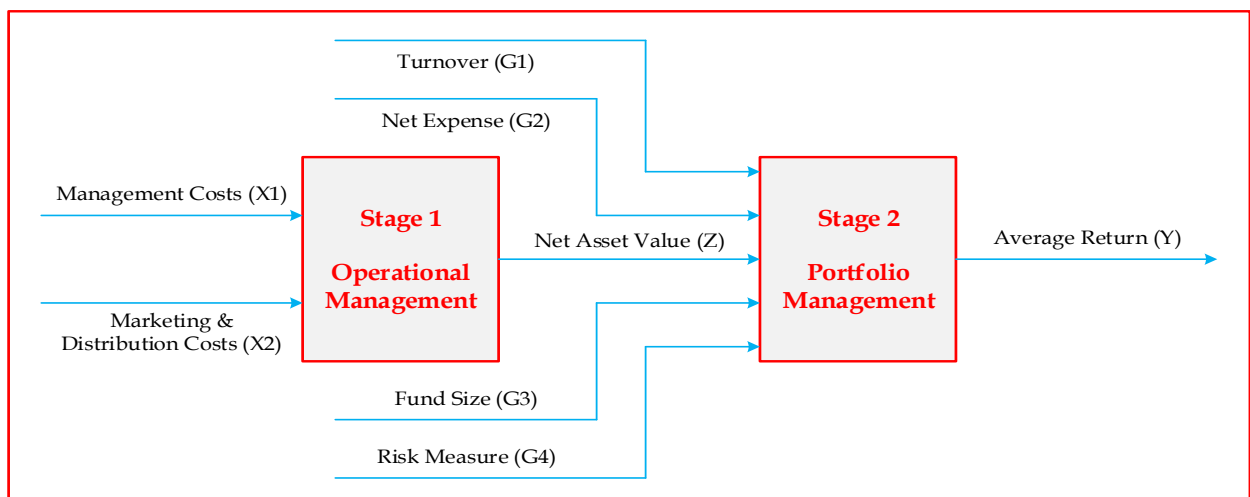 Turnover (G1)
Net Expense (G2)
Management Costs (X1)
Stage 1
Operational
Management
Marketing &
Distribution Costs (X2)
Net Asset Value (Z)
Stage 2
Portfolio
Management
Average Return (Y)
Fund Size (G3)
Risk Measure (G4)